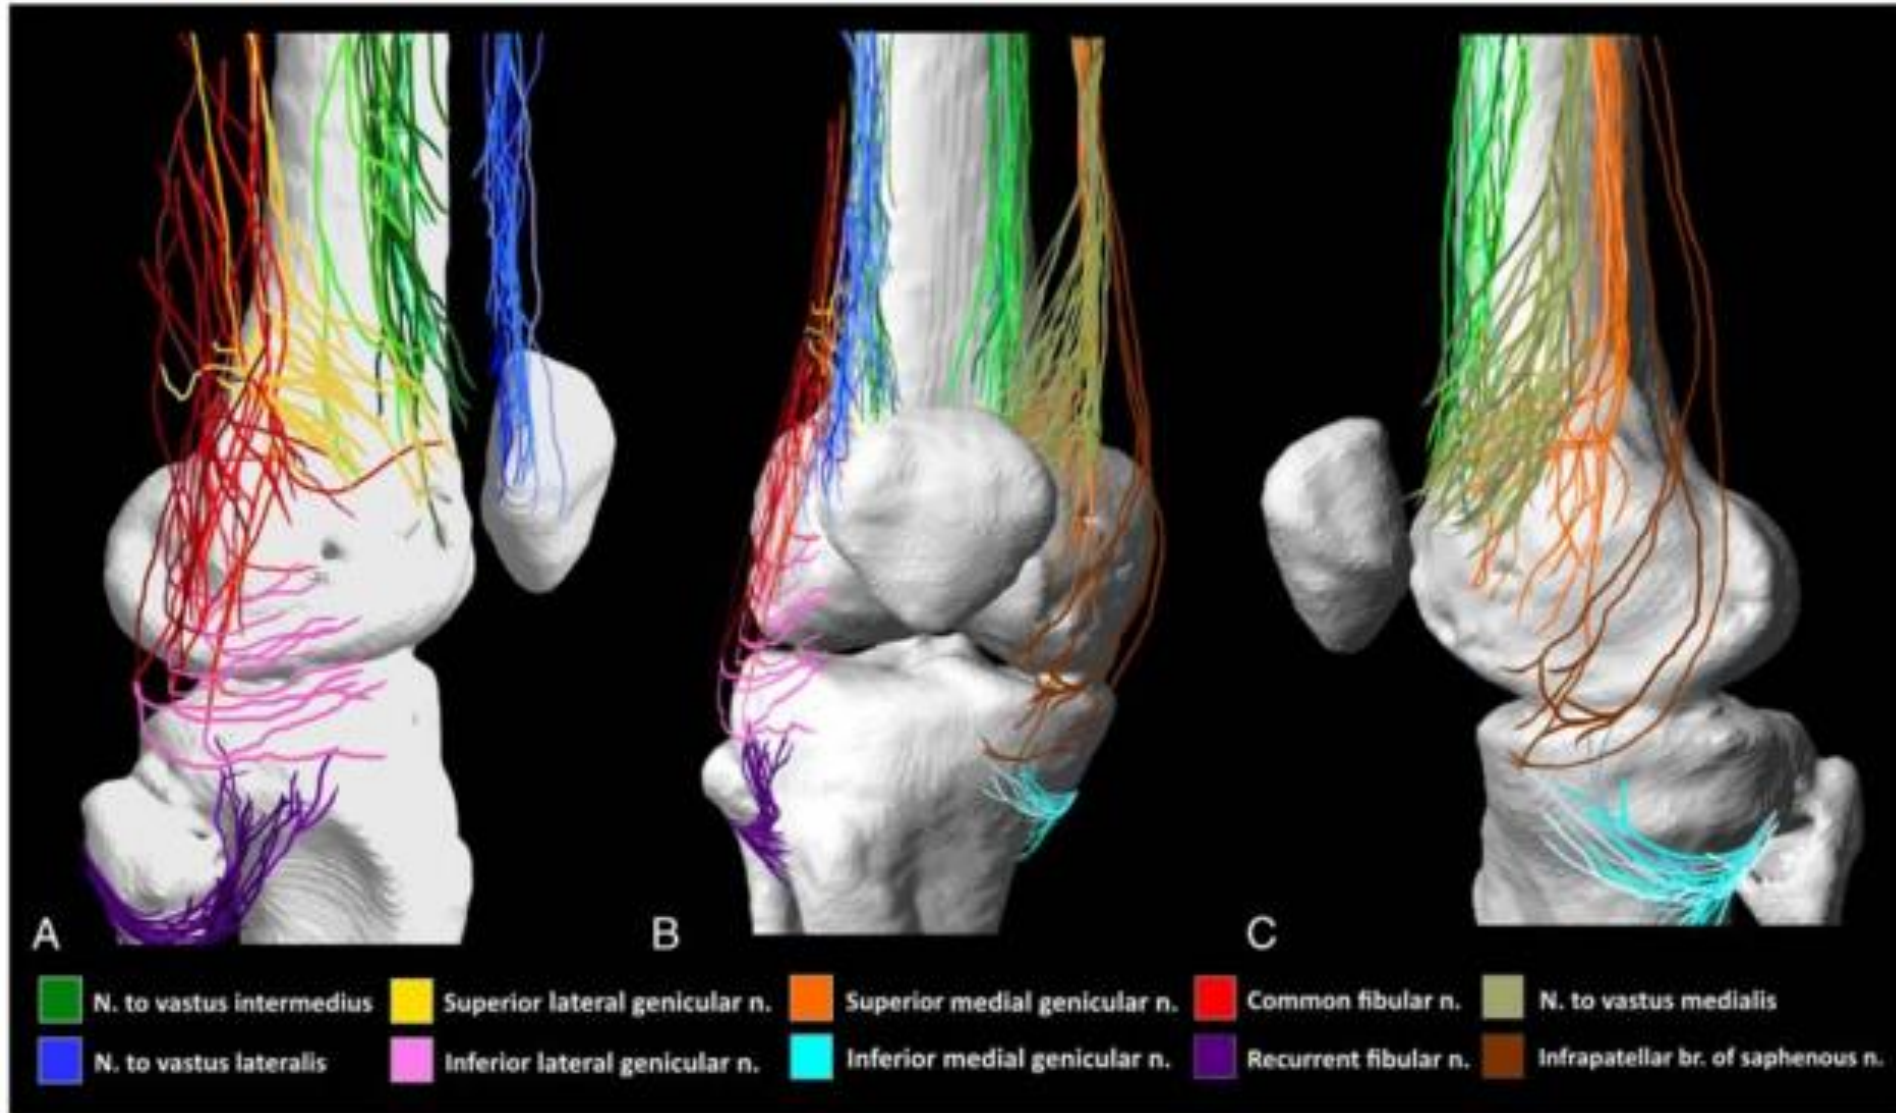 A B C
N. to vastus intermedius Superior lateral genicular n. Superior medial genicular n. Common fibular n. N. to vastus medialis
N. to vastus lateralis Inferior lateral genicular n. Inferior medial genicular n. Recurrent fibular n. Infrapatellar br. of saphenous n.